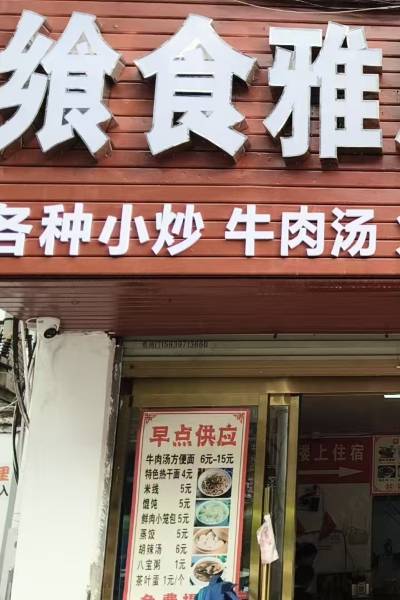 飨食雅
各种小炒 牛肉汤
早点供应
牛肉汤方便面 6元-15元
特色热干面 4元
米线 5元
馄饨 5元
鲜肉小笼包 5元
蒸饺 5元
胡辣汤 6元
八宝粥 1元
茶叶蛋 1元/个
楼上住宿